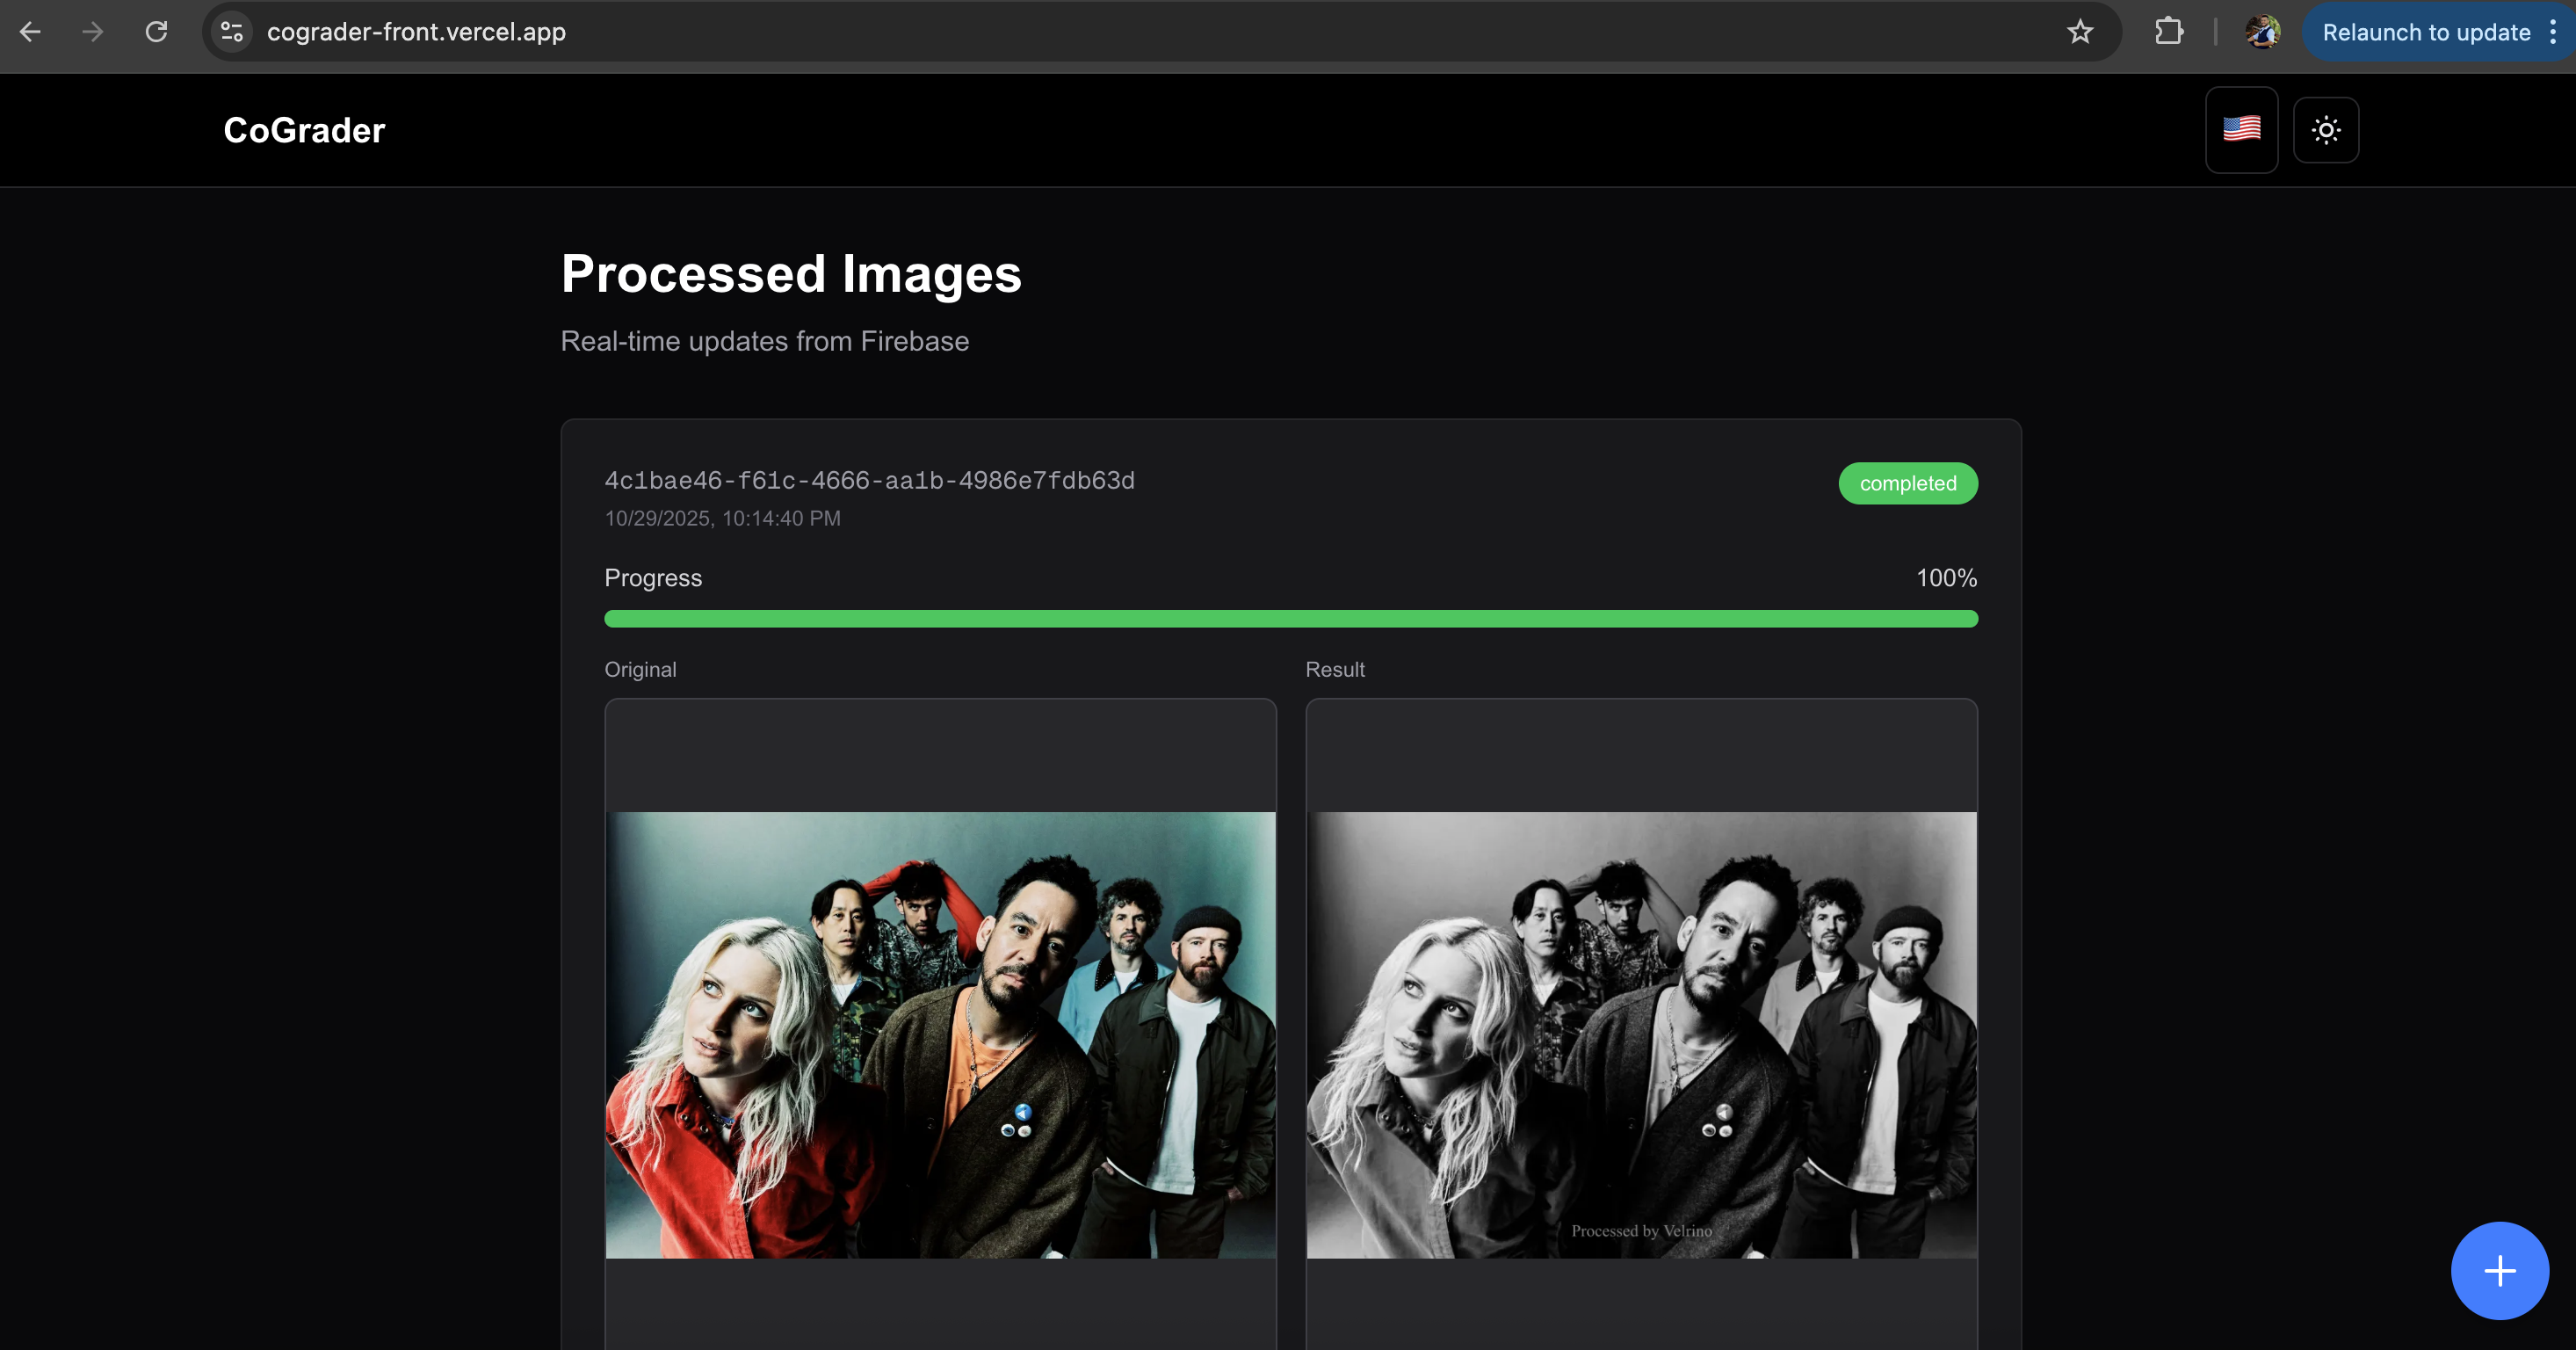 cograder-front.vercel.app
Relaunch to update
CoGrader
Processed Images
Real-time updates from Firebase
4c1bae46-f61c-4666-aa1b-4986e7fdb63d
completed
10/29/2025, 10:14:40 PM
Progress
100%
Original
Result
Processed by Velrino